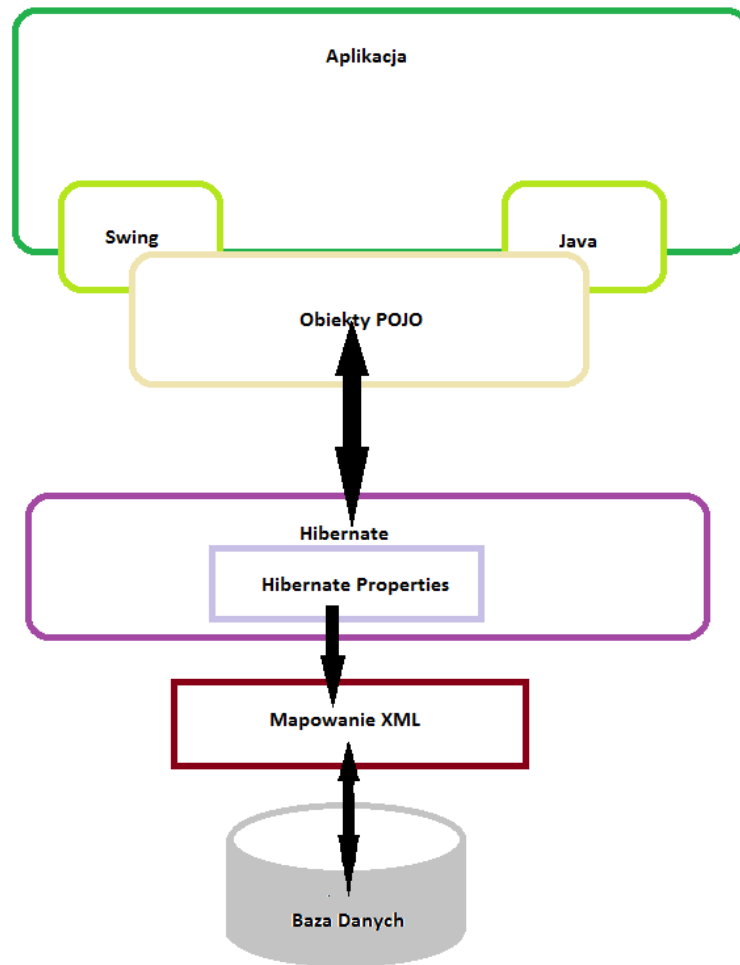 Aplikacja
Swing
Java
Obiekty POJO
Hibernate
Hibernate Properties
Mapowanie XML
Baza Danych